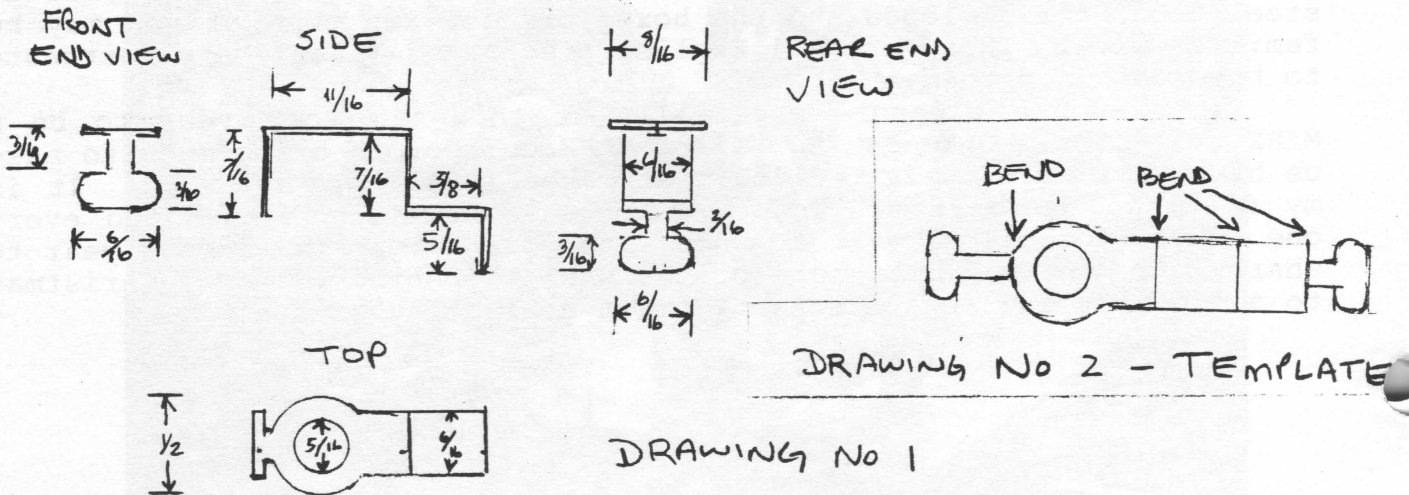 FRONT
END VIEW
SIDE
8/16
REAR END
VIEW
11/16
3/16
3/16
6/16
7/16
7/16
3/8
5/16
4/16
2/16
3/16
6/16
BEND
BEND
DRAWING NO 2 - TEMPLATE
TOP
1/2
5/16
6/16
DRAWING NO 1